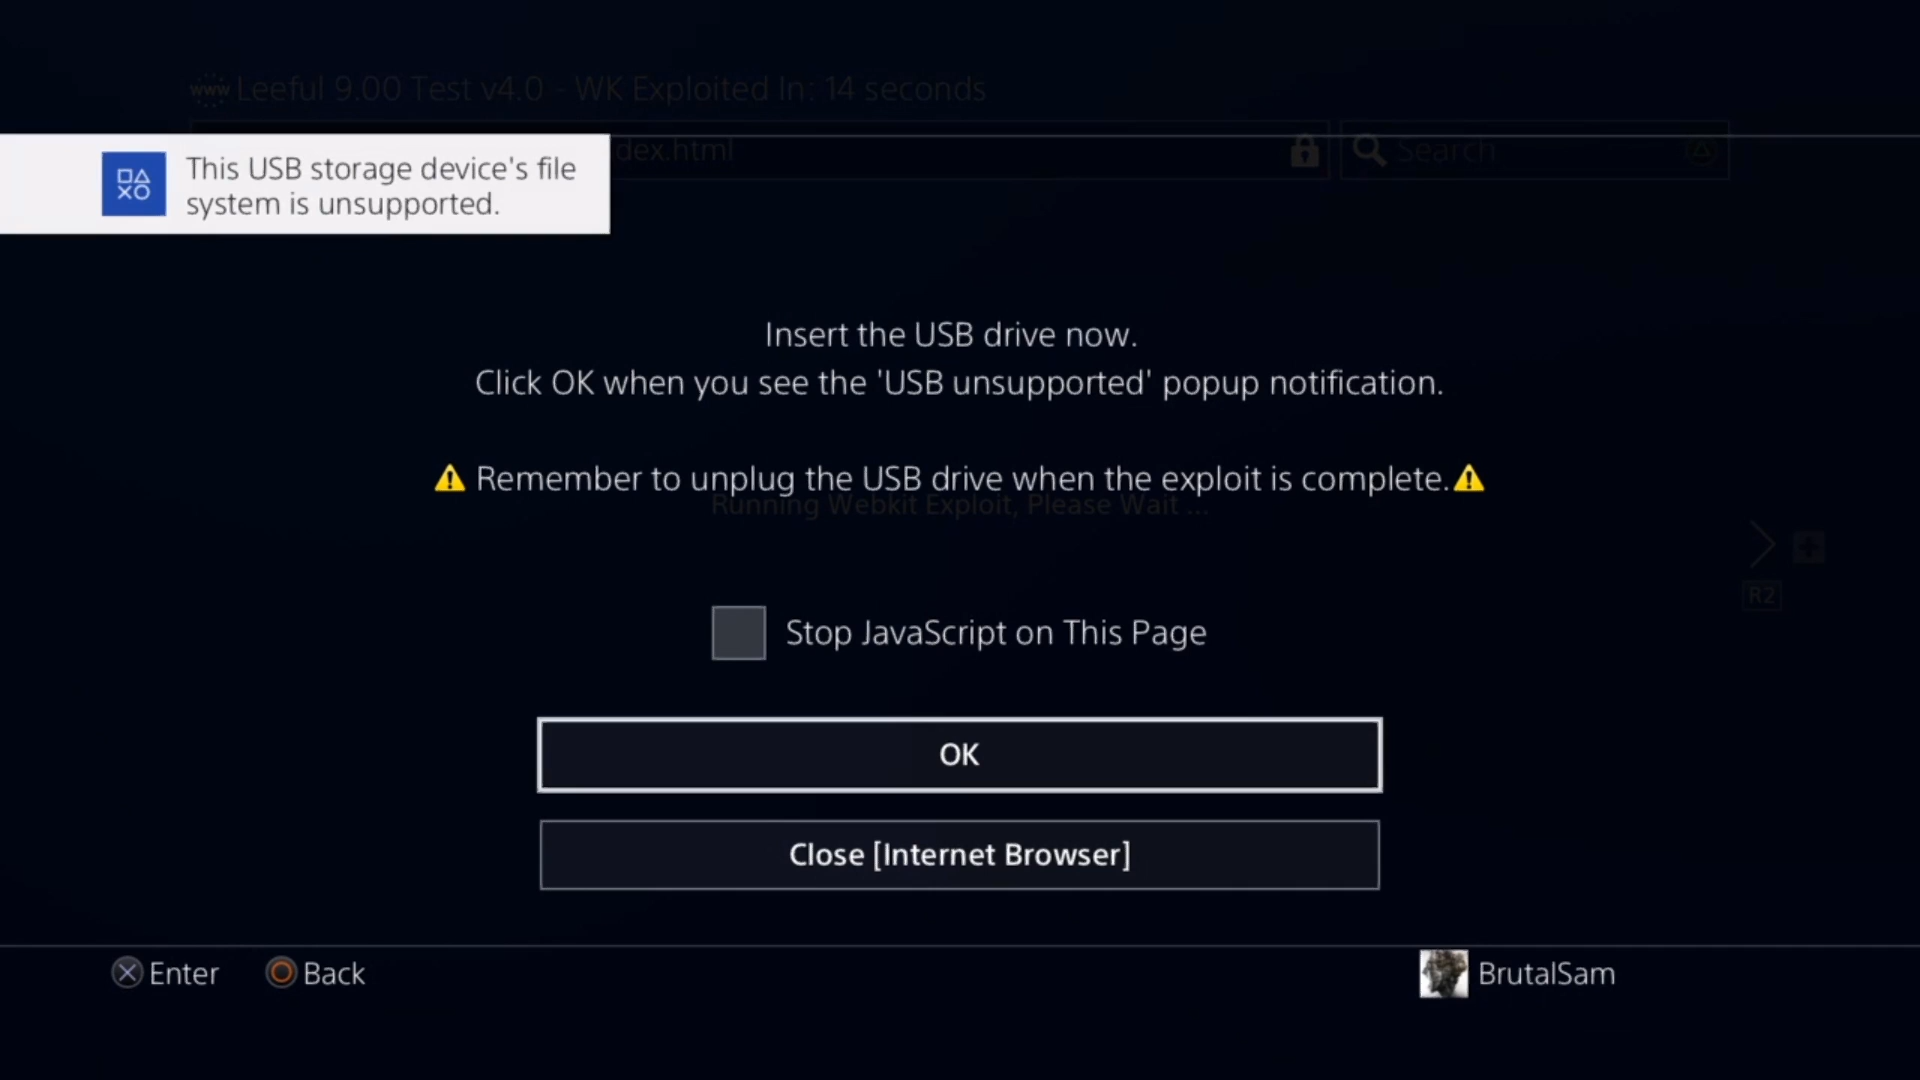 www Leeful 9.00 Test v4.0 - WK Exploited In: 14 seconds
This USB storage device's file
system is unsupported.
dex.html
Search
Insert the USB drive now.
Click OK when you see the 'USB unsupported' popup notification.
⚠ Remember to unplug the USB drive when the exploit is complete.⚠
Running Webkit Exploit, Please Wait ...
R2
Stop JavaScript on This Page
OK
Close [Internet Browser]
Enter
Back
BrutalSam